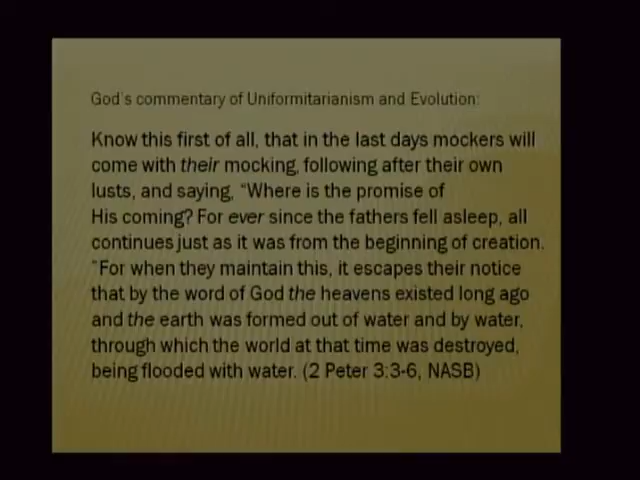 God's commentary of Uniformitarianism and Evolution:
Know this first of all, that in the last days mockers will
come with their mocking, following after their own
lusts, and saying, “Where is the promise of
His coming? For ever since the fathers fell asleep, all
continues just as it was from the beginning of creation.
”For when they maintain this, it escapes their notice
that by the word of God the heavens existed long ago
and the earth was formed out of water and by water,
through which the world at that time was destroyed,
being flooded with water. (2 Peter 3:3-6, NASB)